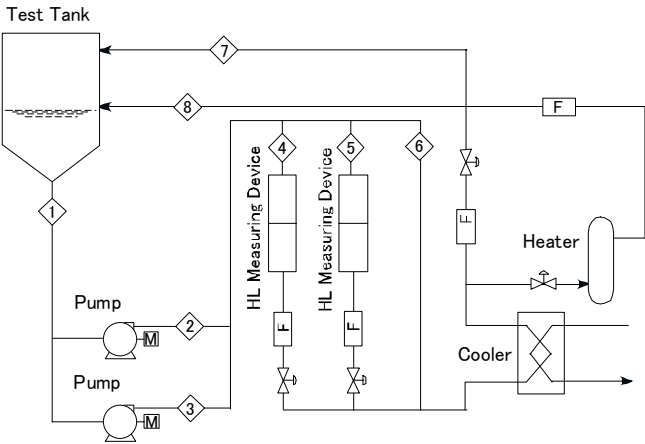 Test Tank
7
8
F
4
5
6
HL Measuring Device
HL Measuring Device
1
F
Heater
Pump
2
M
F
F
Cooler
Pump
3
M